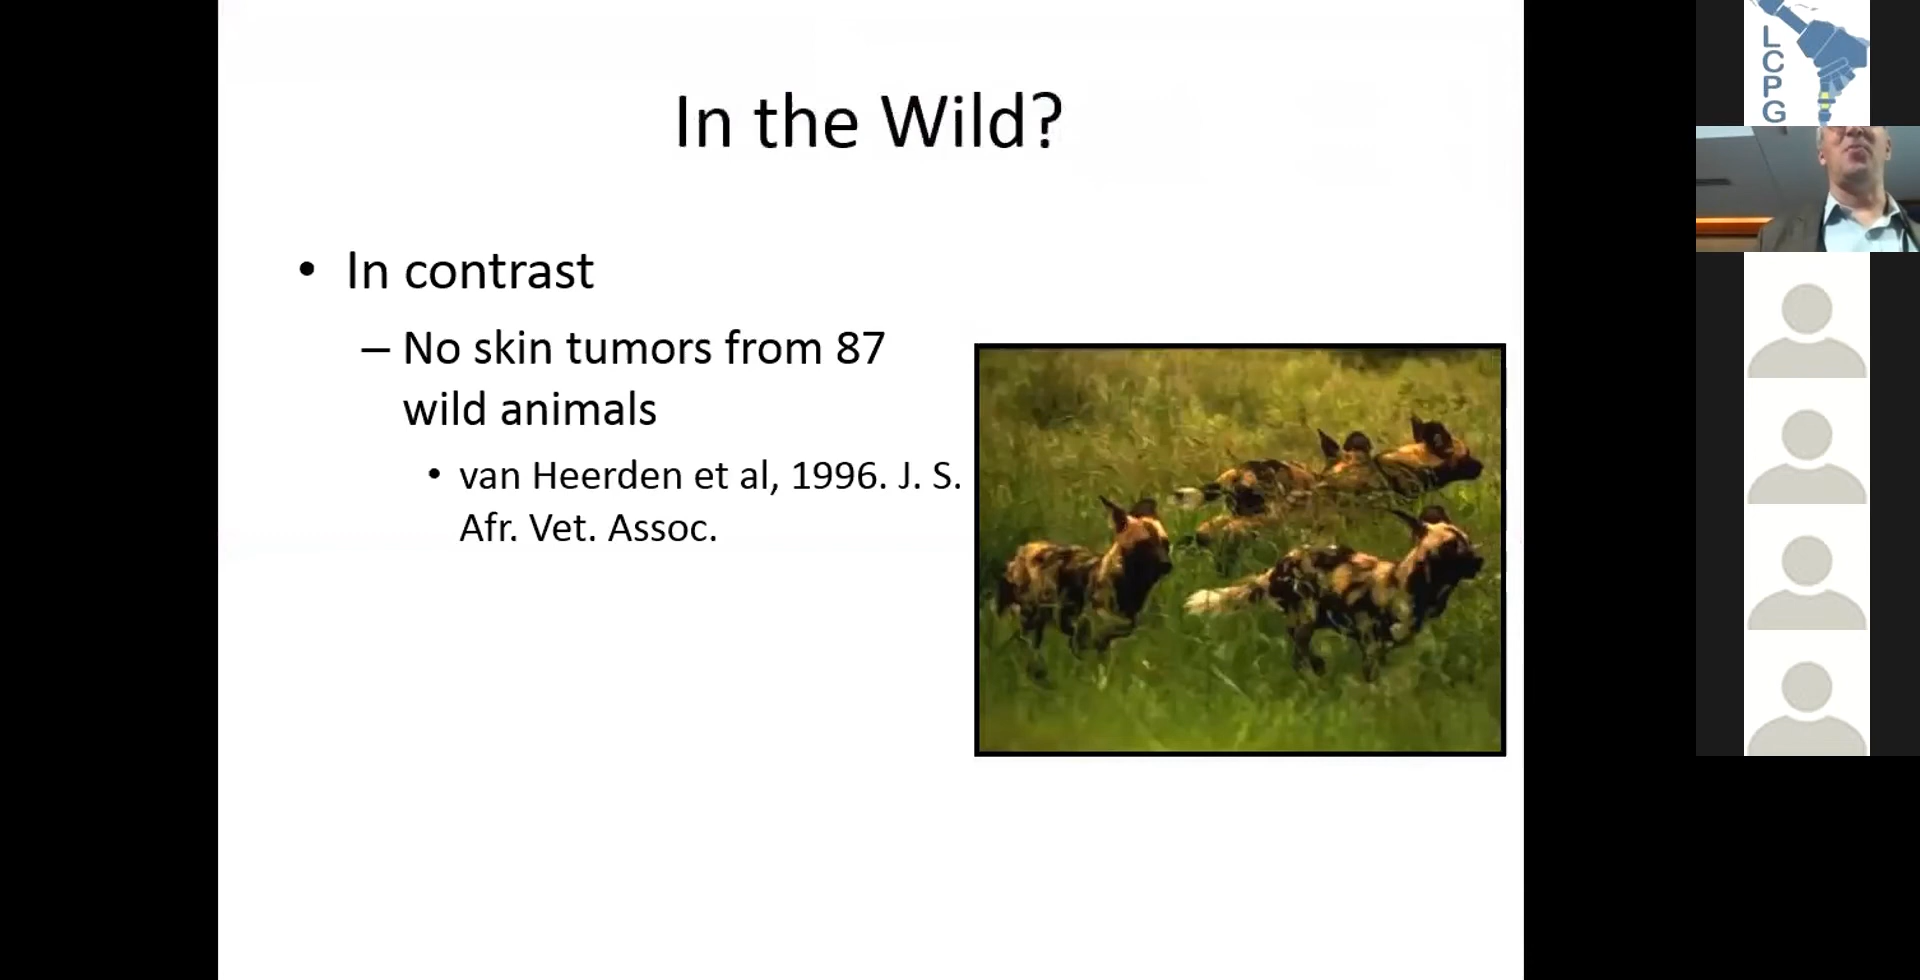 In the Wild?
• In contrast
– No skin tumors from 87
wild animals
• van Heerden et al, 1996. J. S.
Afr. Vet. Assoc.
L
C
P
G